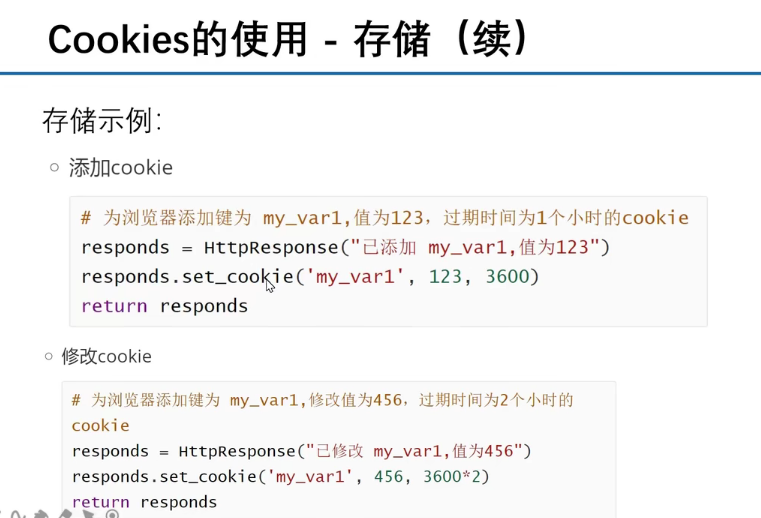 Cookies的使用 - 存储（续）
存储示例：
添加cookie
# 为浏览器添加键为 my_var1,值为123，过期时间为1个小时的cookie
responds = HttpResponse("已添加 my_var1,值为123")
responds.set_cookie('my_var1', 123, 3600)
return responds
修改cookie
# 为浏览器添加键为 my_var1,修改值为456，过期时间为2个小时的
cookie
responds = HttpResponse("已修改 my_var1,值为456")
responds.set_cookie('my_var1', 456, 3600*2)
return responds